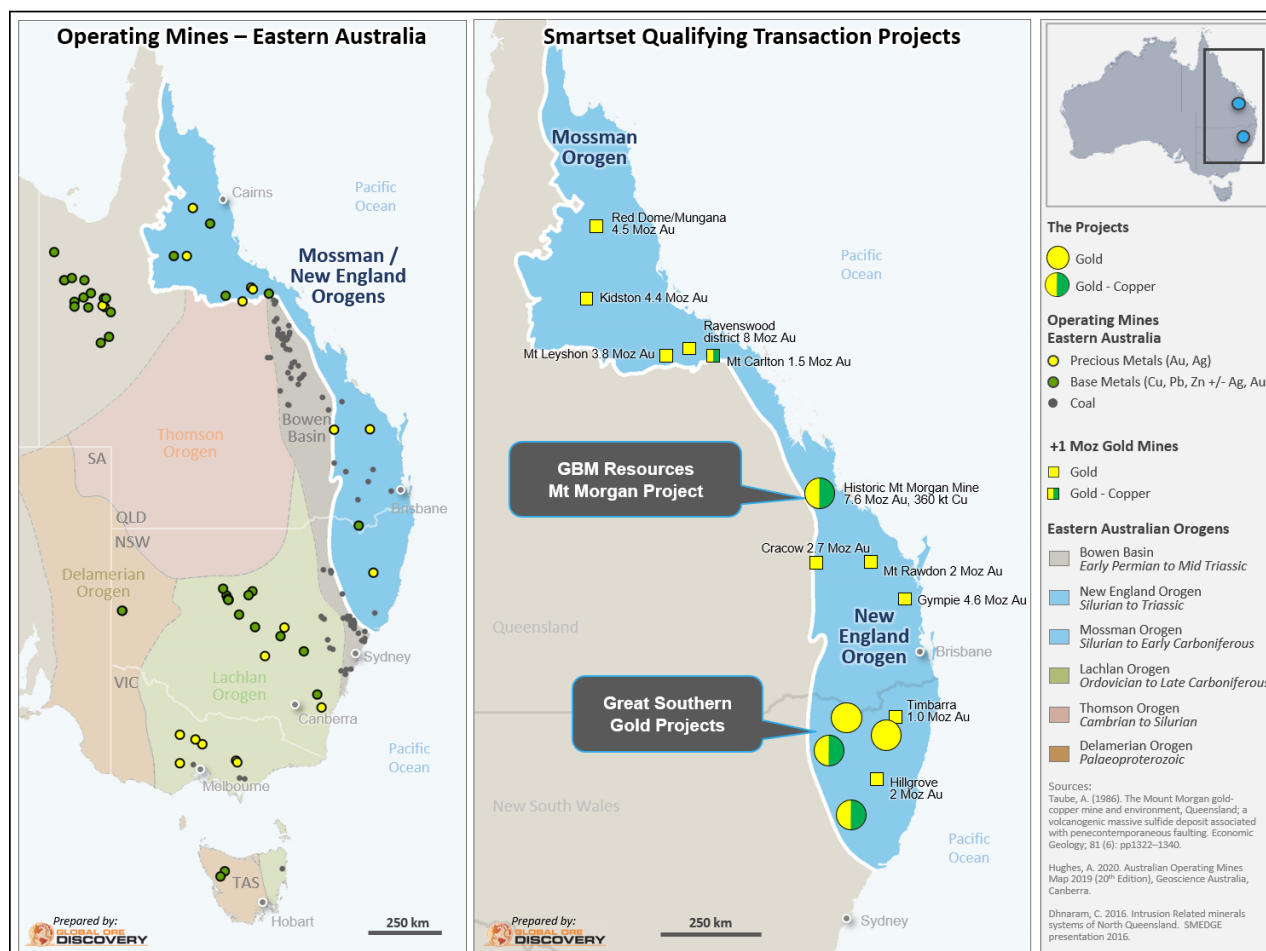 Operating Mines – Eastern Australia
Cairns
Pacific
Ocean
Mossman /
New England
Orogens
Bowen
Basin
Thomson
Orogen
SA
QLD
NSW
Brisbane
Delamerian
Orogen
VIC
Lachlan
Orogen
Sydney
Canberra
Melbourne
Pacific
Ocean
TAS
Hobart
Prepared by:
GLOBAL ORE
DISCOVERY
250 km
Smartset Qualifying Transaction Projects
Mossman
Orogen
Red Dome/Mungana
4.5 Moz Au
Pacific
Ocean
Kidston 4.4 Moz Au
Ravenswood
district 8 Moz Au
Mt Leyshon 3.8 Moz Au
Mt Carlton 1.5 Moz Au
GBM Resources
Mt Morgan Project
Historic Mt Morgan Mine
7.6 Moz Au, 360 kt Cu
Cracow 2.7 Moz Au
Mt Rawdon 2 Moz Au
Gympie 4.6 Moz Au
Queensland
New
England
Orogen
Brisbane
Great Southern
Gold Projects
Timbarra
1.0 Moz Au
Hillgrove
2 Moz Au
New South Wales
Pacific
Ocean
Sydney
Prepared by:
GLOBAL ORE
DISCOVERY
250 km
The Projects
Gold
Gold - Copper
Operating Mines
Eastern Australia
Precious Metals (Au, Ag)
Base Metals (Cu, Pb, Zn +/- Ag, Au
Coal
+1 Moz Gold Mines
Gold
Gold - Copper
Eastern Australian Orogens
Bowen Basin
Early Permian to Mid Triassic
New England Orogen
Silurian to Triassic
Mossman Orogen
Silurian to Early Carboniferous
Lachlan Orogen
Ordovician to Late Carboniferous
Thomson Orogen
Cambrian to Silurian
Delamerian Orogen
Palaeoproterozoic
Sources:
Taube, A. (1986). The Mount Morgan gold-
copper mine and environment, Queensland; a
volcanogenic massive sulfide deposit associated
with penecontemporaneous faulting. Economic
Geology; 81 (6): pp1322–1340.
Hughes, A. 2020. Australian Operating Mines
Map 2019 (20th Edition), Geoscience Australia,
Canberra.
Dhnaram, C. 2016. Intrusion Related minerals
systems of North Queensland. SMEDGE
presentation 2016.